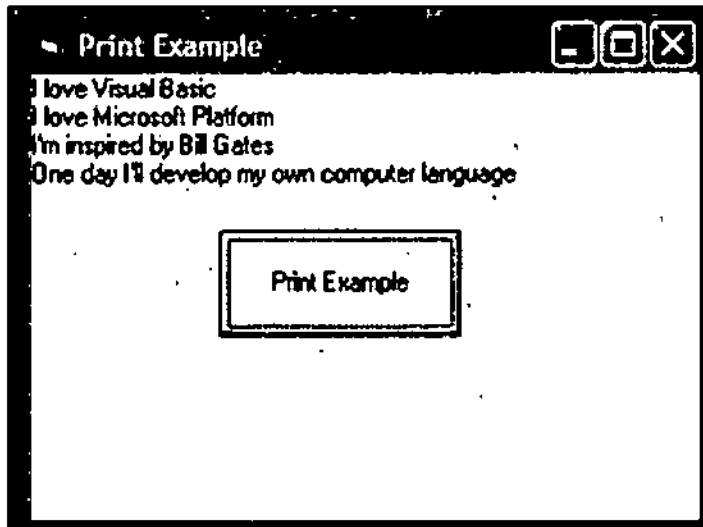 Print Example
I love Visual Basic
I love Microsoft Platform
I'm inspired by Bill Gates
One day I'll develop my own computer language
Print Example